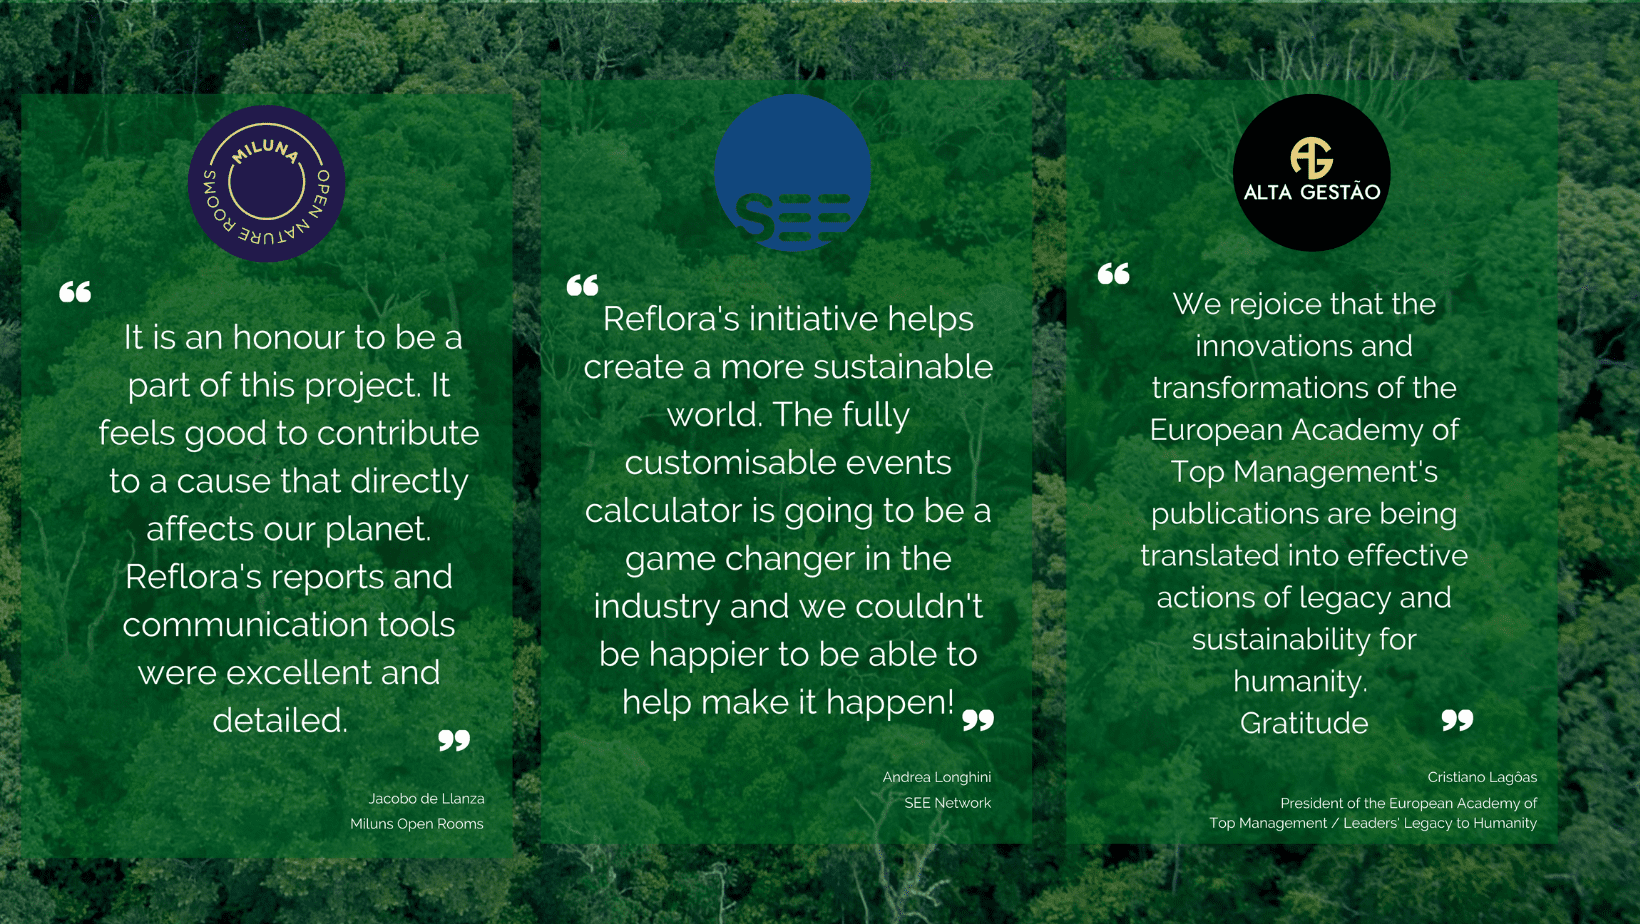 MILUNA
OPEN NATURE ROOMS
“
It is an honour to be a
part of this project. It
feels good to contribute
to a cause that directly
affects our planet.
Reflora's reports and
communication tools
were excellent and
detailed.
”
Jacobo de Llanza
Miluns Open Rooms
SEE
“
Reflora's initiative helps
create a more sustainable
world. The fully
customisable events
calculator is going to be a
game changer in the
industry and we couldn't
be happier to be able to
help make it happen!
”
Andrea Longhini
SEE Network
AG
ALTA GESTÃO
“
We rejoice that the
innovations and
transformations of the
European Academy of
Top Management's
publications are being
translated into effective
actions of legacy and
sustainability for
humanity.
Gratitude
”
Cristiano Lagôas
President of the European Academy of
Top Management / Leaders' Legacy to Humanity